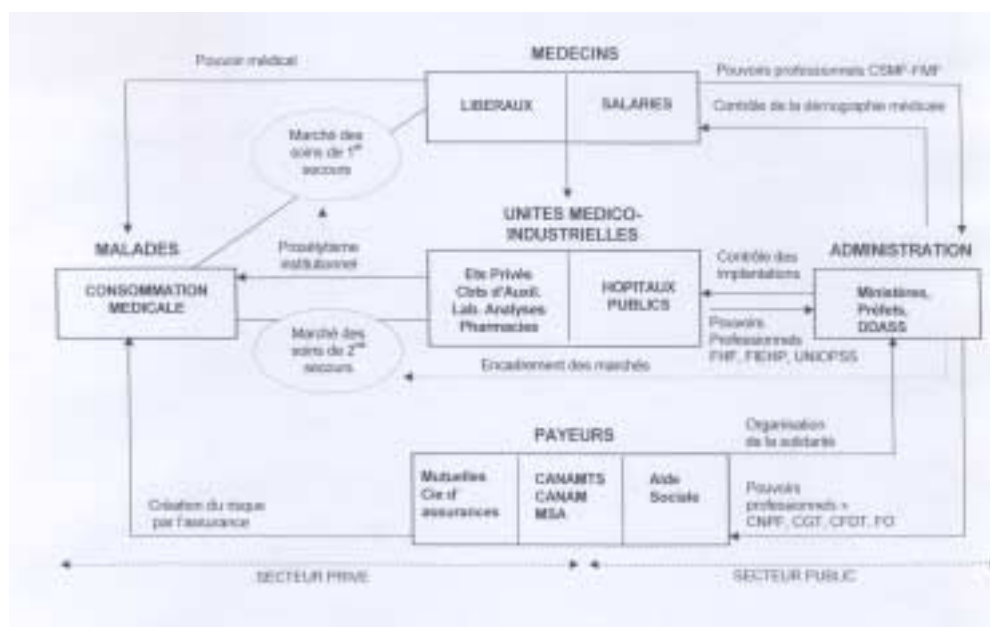 MEDECINS
Pouvoir médical
Pouvoirs professionnels CSMF-FMF
LIBERAUX
SALARIES
Contrôle de la démographie médicale
Marché des
soins de 1er
secours
UNITES MEDICO-
INDUSTRIELLES
MALADES
Prosélytisme
institutionnel
ADMINISTRATION
Contrôle des
implantations
CONSOMMATION
MEDICALE
Ets Privés
Cbts d'Auxil.
Lab. Analyses
Pharmacies
HOPITAUX
PUBLICS
Ministères,
Préfets,
DDASS
Marché des
soins de 2nd
secours
Pouvoirs
Professionnels
FHF, FIEHP, UNIOPSS
Encadrement des marchés
PAYEURS
Organisation
de la solidarité
Mutuelles
Cie d'
assurances
CANAMTS
CANAM
MSA
Aide
Sociale
Création du risque
par l'assurance
Pouvoirs
professionnels =
CNPF, CGT, CFDT, FO
SECTEUR PRIVE
SECTEUR PUBLIC